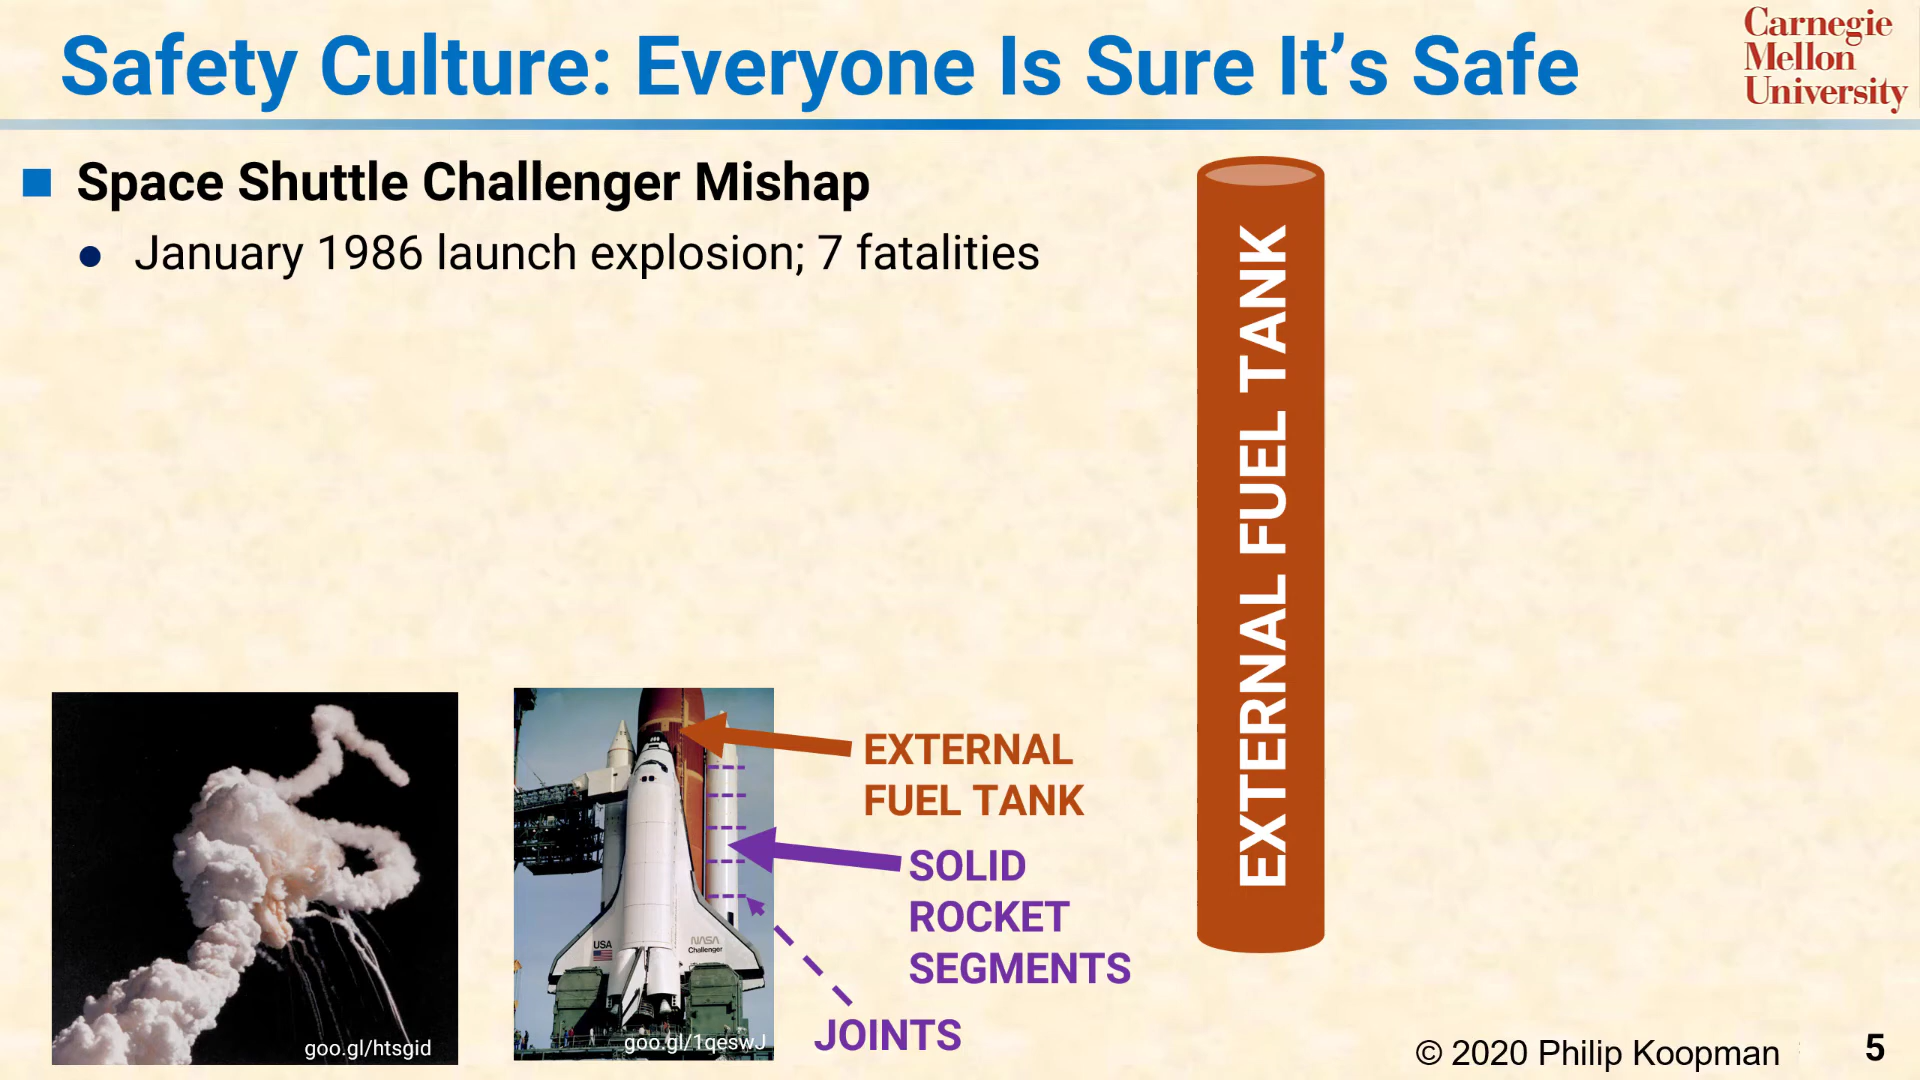 Safety Culture: Everyone Is Sure It’s Safe
Carnegie
Mellon
University
Space Shuttle Challenger Mishap
January 1986 launch explosion; 7 fatalities
EXTERNAL FUEL TANK
EXTERNAL
FUEL TANK
SOLID
ROCKET
SEGMENTS
JOINTS
USA
NASA
Challenger
goo.gl/htsgid
goo.gl/1qeswJ
© 2020 Philip Koopman
5